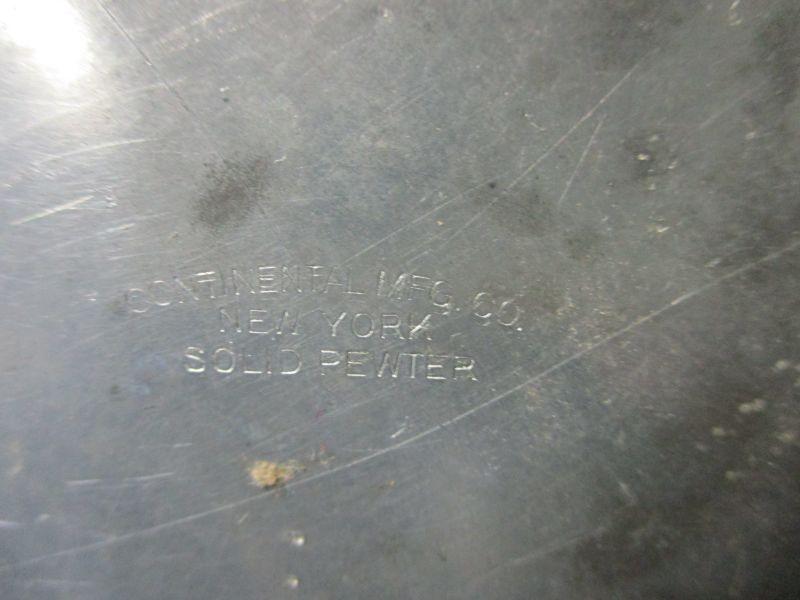 CONTINENTAL MFG. CO.
NEW YORK
SOLID PEWTER